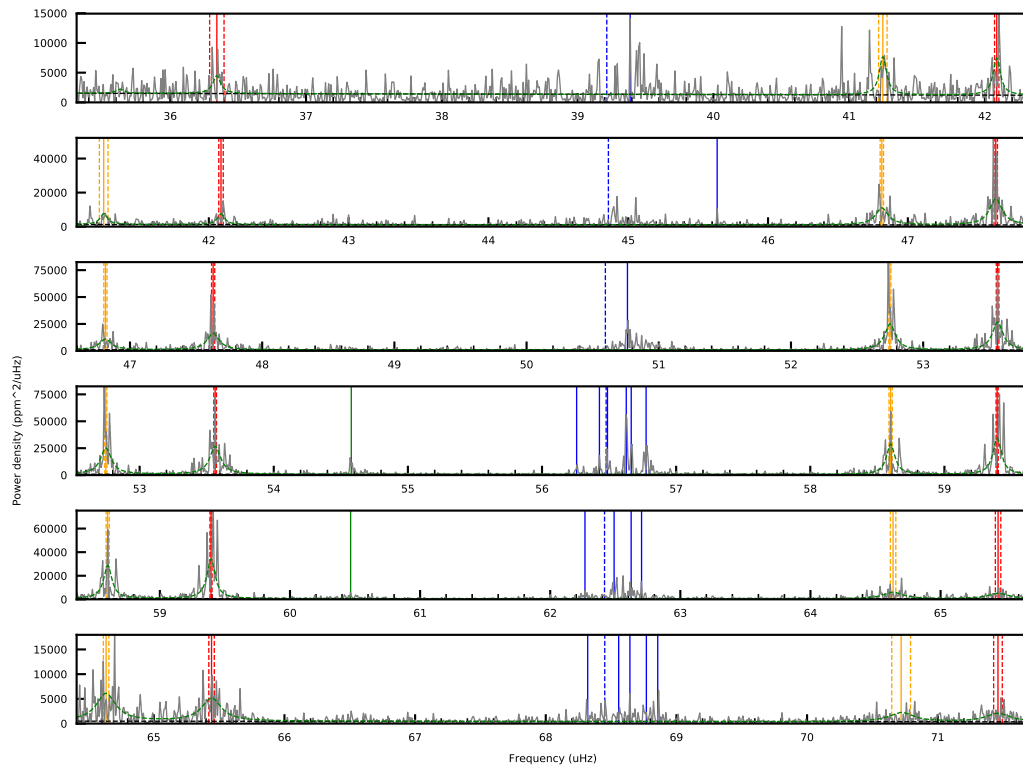 15000
10000
5000
0
36 37 38 39 40 41 42
40000
20000
0
42 43 44 45 46 47
75000
50000
25000
0
47 48 49 50 51 52 53
Power density (ppm^2/uHz)
75000
50000
25000
0
53 54 55 56 57 58 59
60000
40000
20000
0
59 60 61 62 63 64 65
15000
10000
5000
0
65 66 67 68 69 70 71
Frequency (uHz)